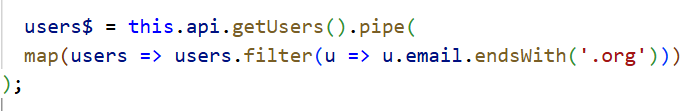 users$ = this.api.getUsers().pipe(
map(users => users.filter(u => u.email.endsWith('.org')))
);